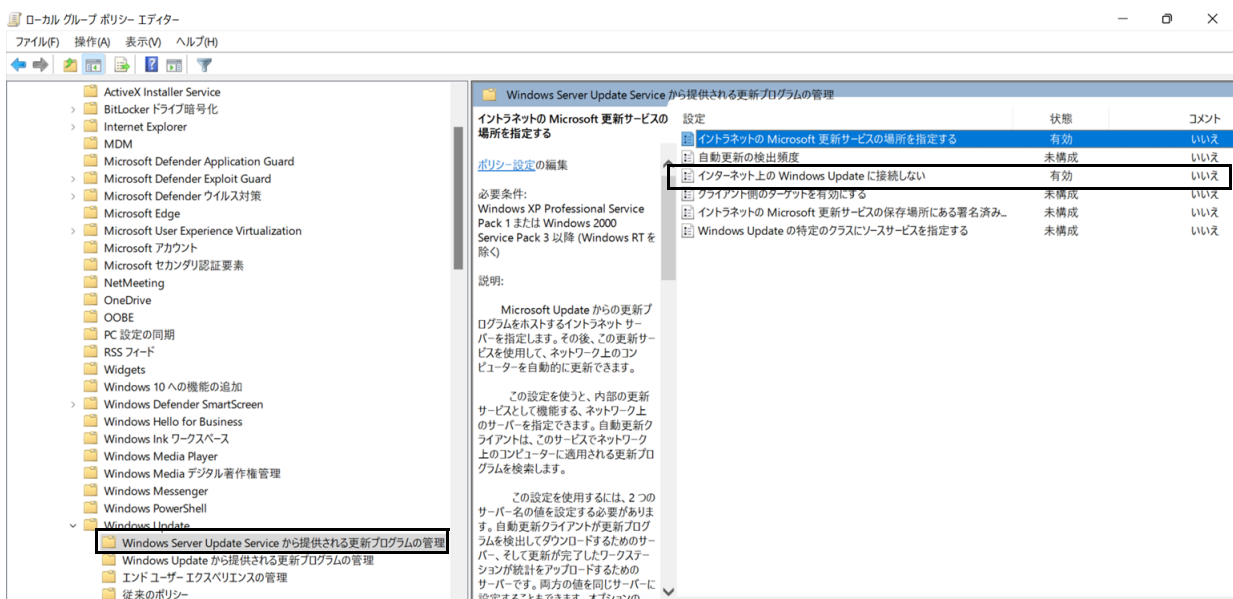 ローカル グループ ポリシー エディター
ファイル(F) 操作(A) 表示(V) ヘルプ(H)
ActiveX Installer Service
BitLocker ドライブ暗号化
Internet Explorer
MDM
Microsoft Defender Application Guard
Microsoft Defender Exploit Guard
Microsoft Defender ウイルス対策
Microsoft Edge
Microsoft User Experience Virtualization
Microsoft アカウント
Microsoft セカンダリ認証要素
NetMeeting
OneDrive
OOBE
PC 設定の同期
RSS フィード
Widgets
Windows 10 への機能の追加
Windows Defender SmartScreen
Windows Hello for Business
Windows Ink ワークスペース
Windows Media Player
Windows Media デジタル著作権管理
Windows Messenger
Windows PowerShell
Windows Update
Windows Server Update Service から提供される更新プログラムの管理
Windows Update から提供される更新プログラムの管理
エンド ユーザー エクスペリエンスの管理
従来のポリシー
Windows Server Update Service から提供される更新プログラムの管理
イントラネットの Microsoft 更新サービスの
場所を指定する
ポリシー設定の編集
必要条件:
Windows XP Professional Service
Pack 1 または Windows 2000
Service Pack 3 以降 (Windows RT を
除く)
説明:
Microsoft Update からの更新プ
ログラムをホストするイントラネット サー
バーを指定します。その後、この更新サー
ビスを使用して、ネットワーク上のコン
ピューターを自動的に更新できます。
この設定を使うと、内部の更新
サービスとして機能する、ネットワーク上
のサーバーを指定できます。自動更新ク
ライアントは、このサービスでネットワーク
上のコンピューターに適用される更新プロ
グラムを検索します。
この設定を使用するには、2 つの
サーバー名の値を設定する必要がありま
す。自動更新クライアントが更新プログ
ラムを検出してダウンロードするためのサー
バー、そして更新が完了したワークステー
ションが統計をアップロードするための
サーバーです。両方の値を同じサーバーに
設定することもできます。オプションの
設定 状態 コメント
イントラネットの Microsoft 更新サービスの場所を指定する 有効 いいえ
自動更新の検出頻度 未構成 いいえ
インターネット上の Windows Update に接続しない 有効 いいえ
クライアント側のターゲットを有効にする 未構成 いいえ
イントラネットの Microsoft 更新サービスの保存場所にある署名済み... 未構成 いいえ
Windows Update の特定のクラスにソースサービスを指定する 未構成 いいえ